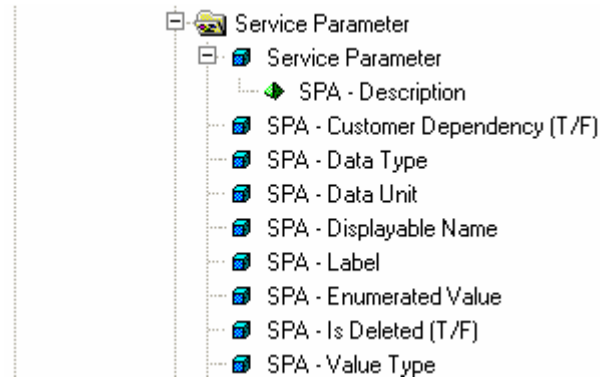 Service Parameter
Service Parameter
SPA - Description
SPA - Customer Dependency (T/F)
SPA - Data Type
SPA - Data Unit
SPA - Displayable Name
SPA - Label
SPA - Enumerated Value
SPA - Is Deleted (T/F)
SPA - Value Type